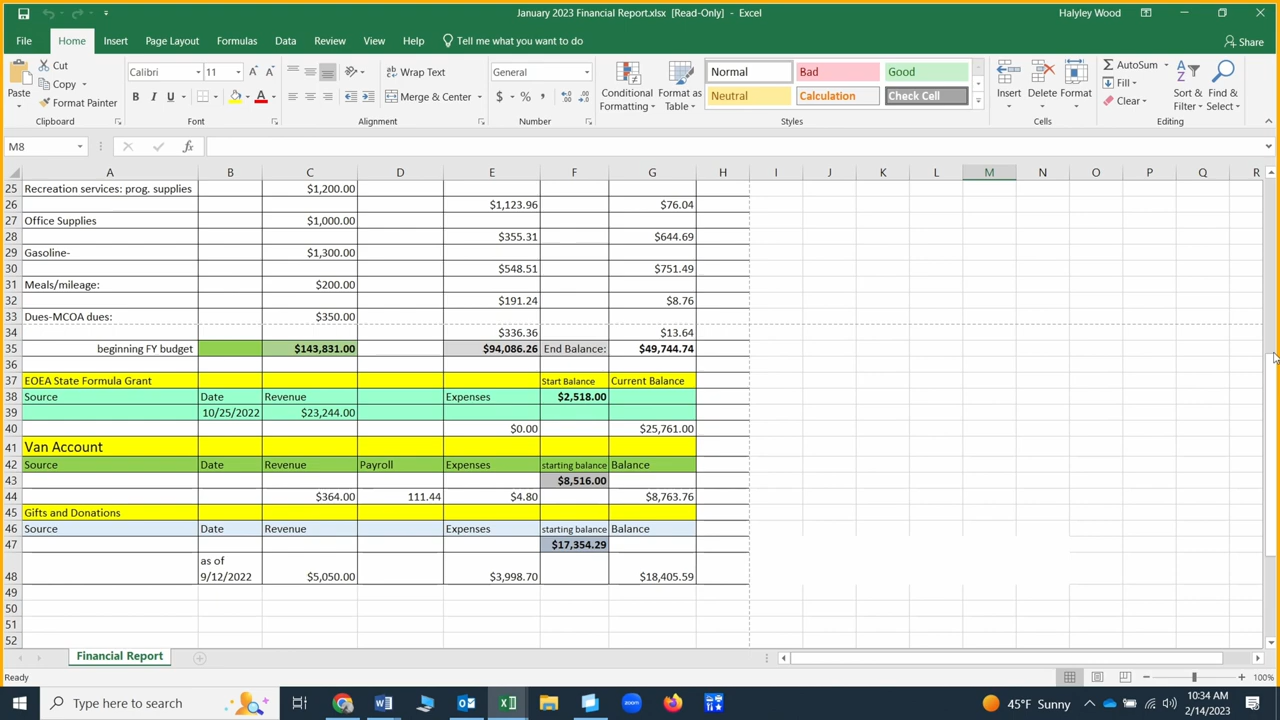 January 2023 Financial Report.xlsx [Read-Only] - Excel Halyley Wood
File Home Insert Page Layout Formulas Data Review View Help Tell me what you want to do Share
Paste Cut Copy Format Painter Clipboard
Calibri 11 A A B I U A Font
Wrap Text Merge & Center Alignment
General $ % , Number
Conditional Formatting Format as Table Normal Bad Good Neutral Calculation Check Cell Styles
Insert Delete Format Cells
AutoSum Fill Clear Sort & Filter Find & Select Editing
M8 fx
A B C D E F G H I J K L M N O P Q R
25 Recreation services: prog. supplies $1,200.00
26 $1,123.96 $76.04
27 Office Supplies $1,000.00
28 $355.31 $644.69
29 Gasoline- $1,300.00
30 $548.51 $751.49
31 Meals/mileage: $200.00
32 $191.24 $8.76
33 Dues-MCOA dues: $350.00
34 $336.36 $13.64
35 beginning FY budget $143,831.00 $94,086.26 End Balance: $49,744.74
36
37 EOEA State Formula Grant Start Balance Current Balance
38 Source Date Revenue Expenses $2,518.00
39 10/25/2022 $23,244.00
40 $0.00 $25,761.00
41 Van Account
42 Source Date Revenue Payroll Expenses starting balance Balance
43 $8,516.00
44 $364.00 111.44 $4.80 $8,763.76
45 Gifts and Donations
46 Source Date Revenue Expenses starting balance Balance
47 $17,354.29
as of
48 9/12/2022 $5,050.00 $3,998.70 $18,405.59
49
50
51
52
Financial Report
Ready 100%
Type here to search zoom 45°F Sunny 10:34 AM
2/14/2023